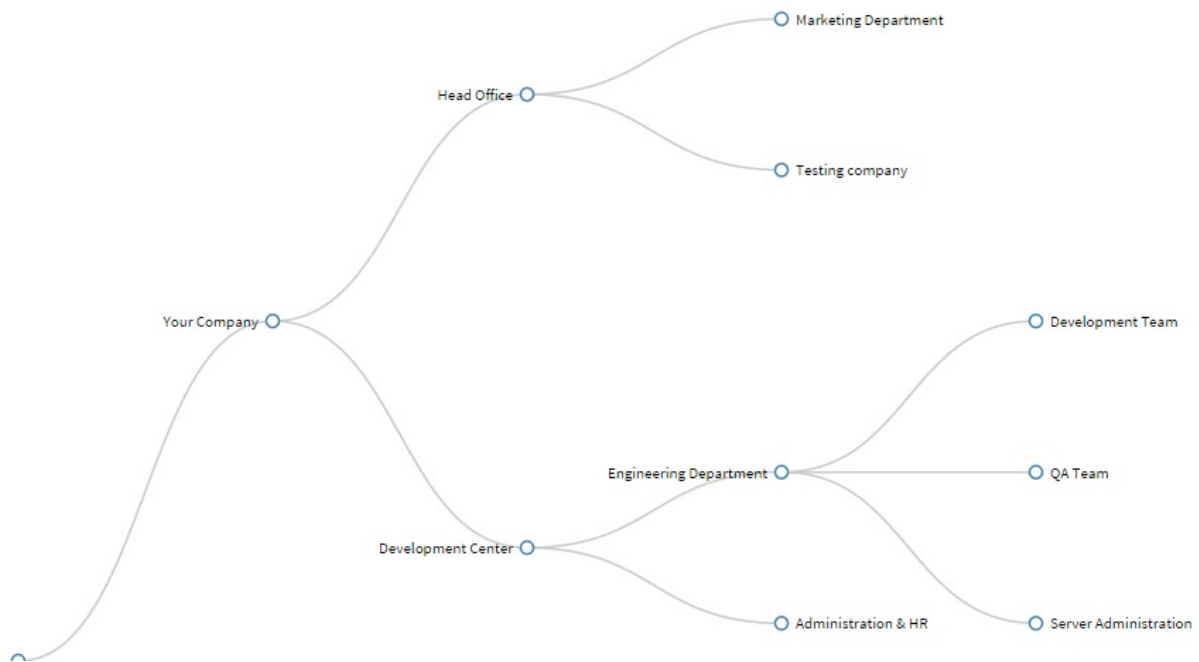 Marketing Department
Head Office
Testing company
Your Company
Development Team
Engineering Department
QA Team
Development Center
Administration & HR
Server Administration